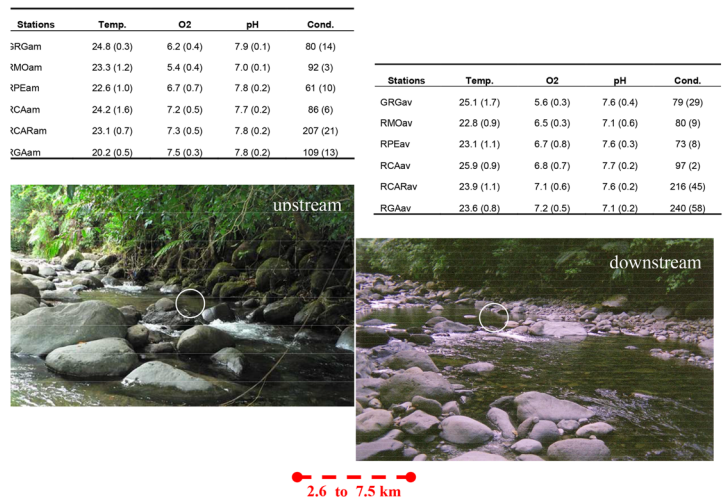 Stations Temp. O2 pH Cond.
GRGam 24.8 (0.3) 6.2 (0.4) 7.9 (0.1) 80 (14)
RMOam 23.3 (1.2) 5.4 (0.4) 7.0 (0.1) 92 (3)
RPEam 22.6 (1.0) 6.7 (0.7) 7.8 (0.2) 61 (10)
RCAam 24.2 (1.6) 7.2 (0.5) 7.7 (0.2) 86 (6)
RCARam 23.1 (0.7) 7.3 (0.5) 7.8 (0.2) 207 (21)
RGAam 20.2 (0.5) 7.5 (0.3) 7.8 (0.2) 109 (13)
Stations Temp. O2 pH Cond.
GRGav 25.1 (1.7) 5.6 (0.3) 7.6 (0.4) 79 (29)
RMOav 22.8 (0.9) 6.5 (0.3) 7.1 (0.6) 80 (9)
RPEav 23.1 (1.1) 6.7 (0.8) 7.6 (0.3) 73 (8)
RCAav 25.9 (0.9) 6.8 (0.7) 7.7 (0.2) 97 (2)
RCARav 23.9 (1.1) 7.1 (0.6) 7.6 (0.2) 216 (45)
RGAav 23.6 (0.8) 7.2 (0.5) 7.1 (0.2) 240 (58)
upstream
downstream
2.6 to 7.5 km